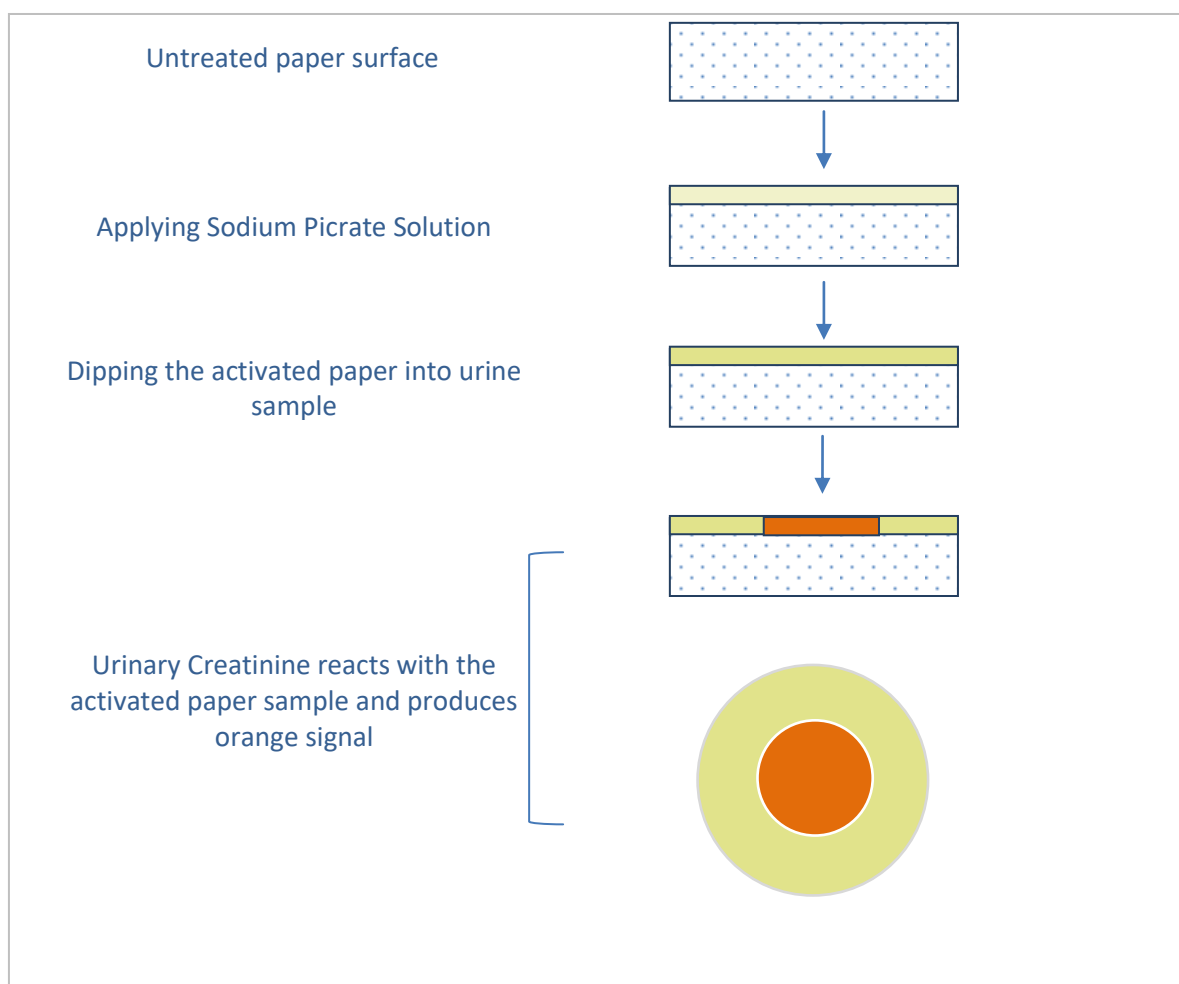 Untreated paper surface
Applying Sodium Picrate Solution
Dipping the activated paper into urine
sample
Urinary Creatinine reacts with the
activated paper sample and produces
orange signal